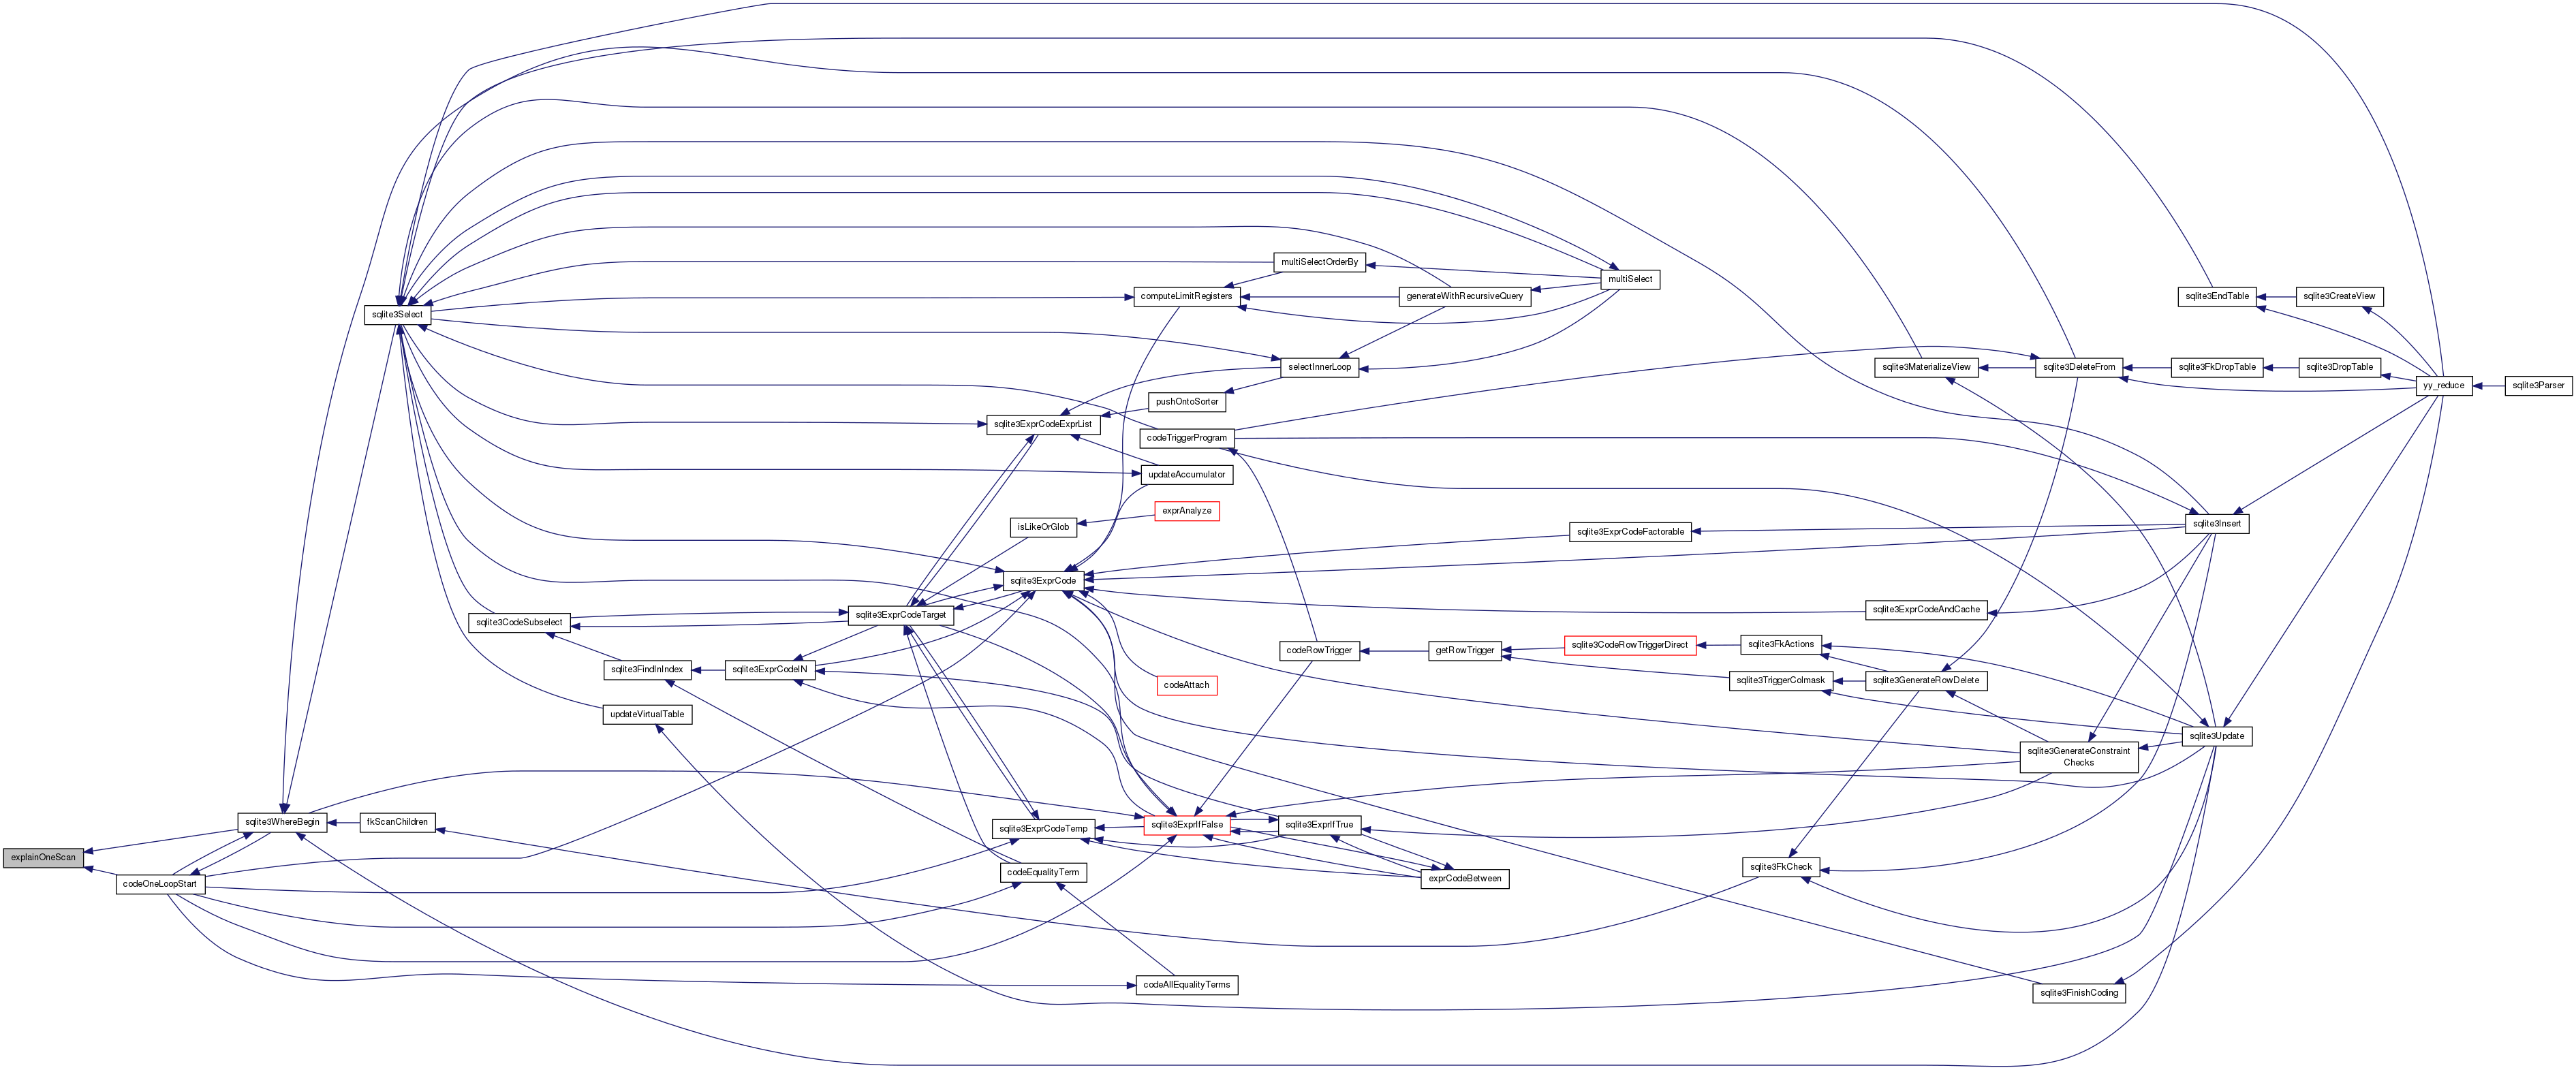 explainOneScan
codeOneLoopStart
sqlite3WhereBegin
fkScanChildren
sqlite3Select
sqlite3CodeSubselect
sqlite3FindInIndex
updateVirtualTable
sqlite3ExprCodeIN
sqlite3ExprCodeTarget
sqlite3ExprCodeExprList
isLikeOrGlob
sqlite3ExprCode
sqlite3ExprCodeTemp
codeEqualityTerm
computeLimitRegisters
pushOntoSorter
codeTriggerProgram
updateAccumulator
exprAnalyze
codeAttach
sqlite3ExprIfFalse
codeAllEqualityTerms
multiSelectOrderBy
selectInnerLoop
codeRowTrigger
sqlite3ExprIfTrue
generateWithRecursiveQuery
getRowTrigger
exprCodeBetween
multiSelect
sqlite3ExprCodeFactorable
sqlite3CodeRowTriggerDirect
sqlite3FkActions
sqlite3TriggerColmask
sqlite3FkCheck
sqlite3MaterializeView
sqlite3ExprCodeAndCache
sqlite3GenerateRowDelete
sqlite3DeleteFrom
sqlite3GenerateConstraint
Checks
sqlite3FinishCoding
sqlite3EndTable
sqlite3FkDropTable
sqlite3Insert
sqlite3Update
sqlite3CreateView
sqlite3DropTable
yy_reduce
sqlite3Parser